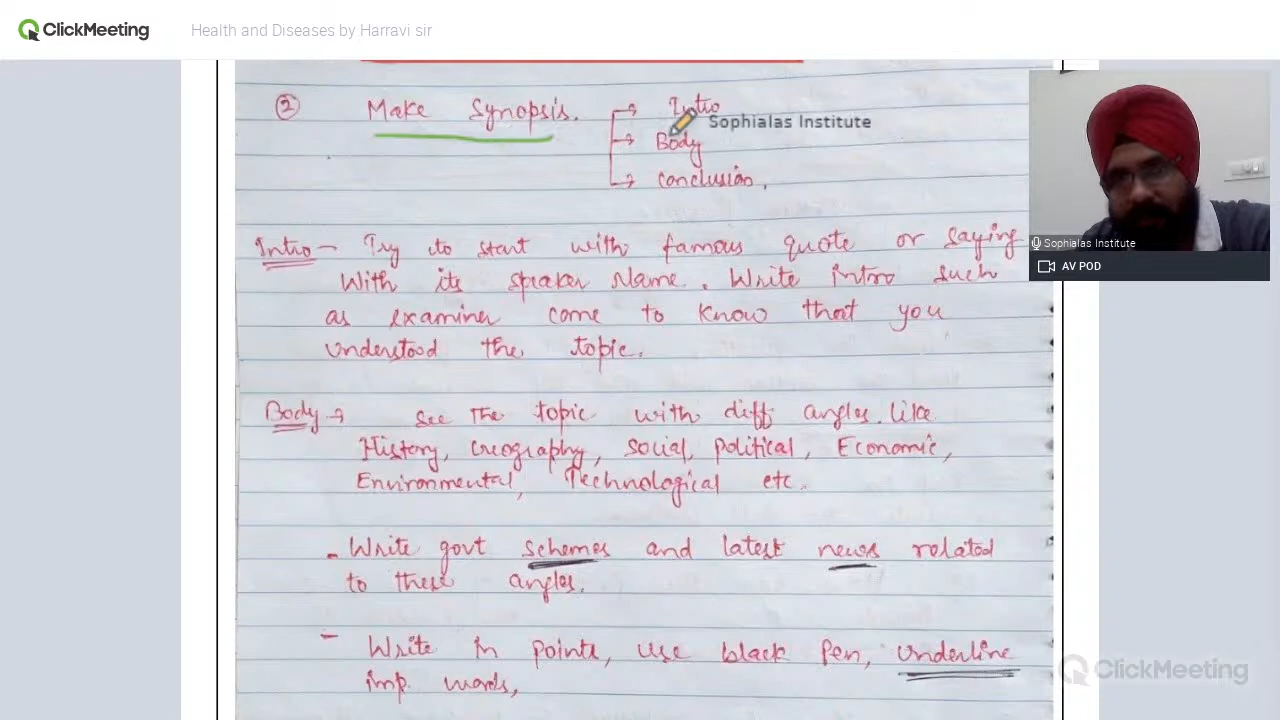 ClickMeeting
Health and Diseases by Harravi sir
② Make Synopsis. → Intro
Sophialas Institute
→ Body
→ Conclusion.
Intro - Try to start with famous quote or saying
With its speaker Name. Write intro such
as examiner come to know that you
understood the topic.
Body → See the topic with diff angles. like
History, Geography, Social, Political, Economic,
Environmental, Technological etc.
- Write govt schemes and latest news related
to these angles.
- Write in points, use black pen, underline
imp. words,
Sophialas Institute
AV POD
ClickMeeting